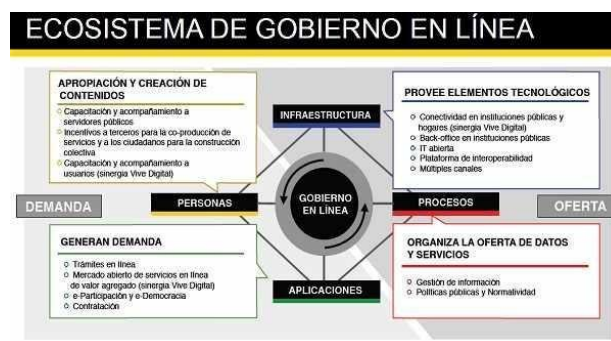 ECOSISTEMA DE GOBIERNO EN LÍNEA
APROPIACIÓN Y CREACIÓN DE
CONTENIDOS
Capacitación y acompañamiento a
servidores públicos
Incentivos a terceros para la co-producción de
servicios y a los ciudadanos para la construcción
colectiva
Capacitación y acompañamiento a
usuarios (sinergia Vive Digital)
INFRAESTRUCTURA
PROVEE ELEMENTOS TECNOLÓGICOS
Conectividad en instituciones públicas y
hogares (sinergia Vive Digital)
Back-office en instituciones públicas
IT abierta
Plataforma de interoperabilidad
Múltiples canales
DEMANDA
PERSONAS
GOBIERNO
EN LÍNEA
PROCESOS
OFERTA
GENERAN DEMANDA
Trámites en línea
Mercado abierto de servicios en línea
de valor agregado (sinergia Vive Digital)
e-Participación y e-Democracia
Contratación
APLICACIONES
ORGANIZA LA OFERTA DE DATOS
Y SERVICIOS
Gestión de información
Políticas públicas y Normatividad